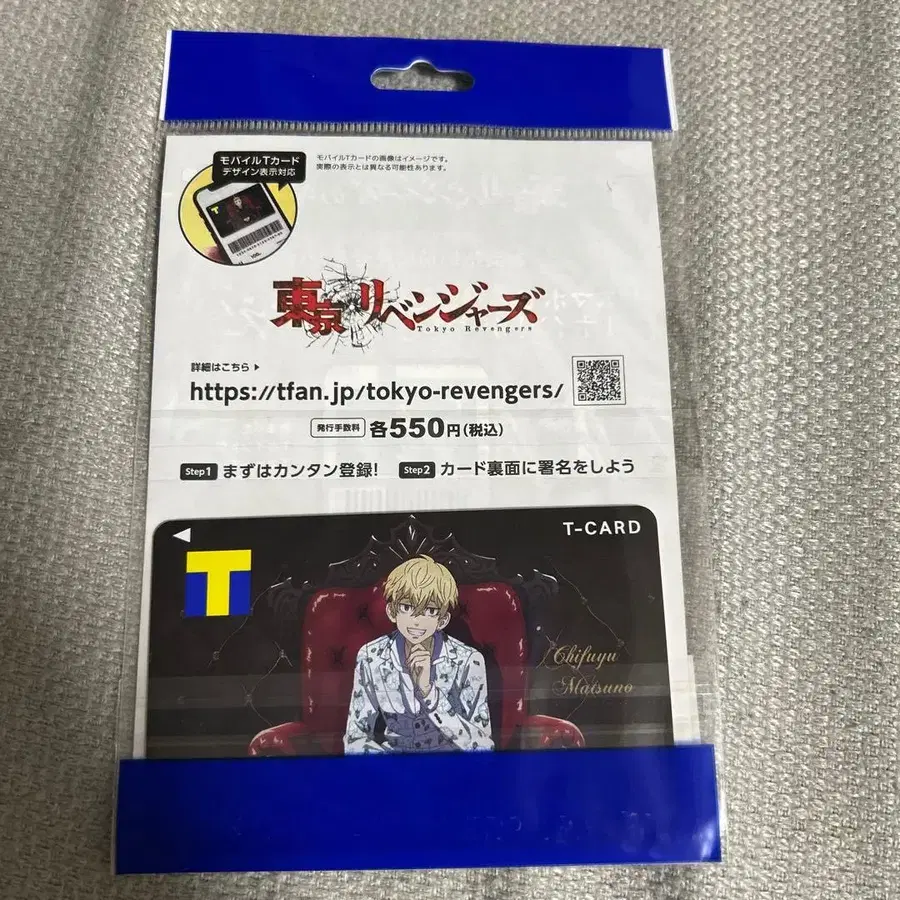 モバイルTカード
デザイン表示対応
モバイルTカードの画像はイメージです。
実際の表示とは異なる可能性あります。
東京リベンジャーズ
Tokyo Revengers
詳細はこちら
https://tfan.jp/tokyo-revengers/
発行手数料 各550円(税込)
Step1 まずはカンタン登録! Step2 カード裏面に署名をしよう
T-CARD
T
Chifuyu
Matsuno